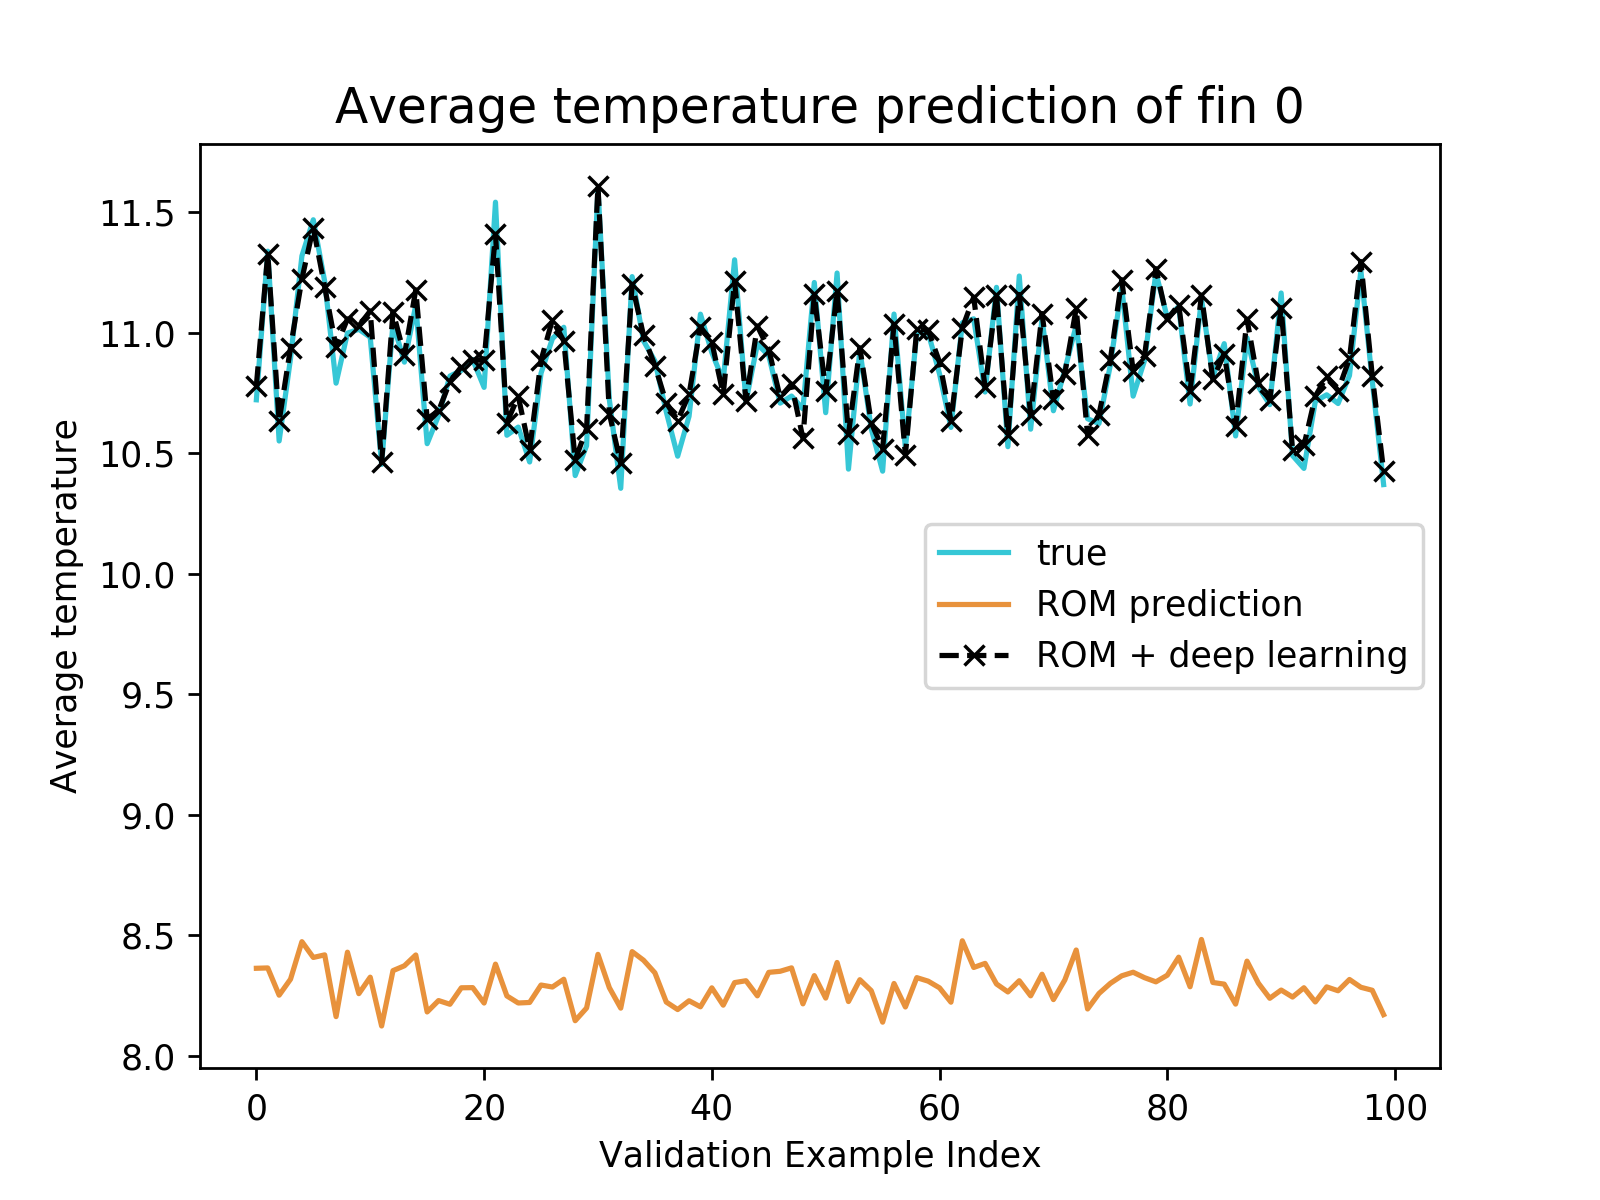 Average temperature prediction of fin 0
Average temperature
11.5
11.0
10.5
10.0
9.5
9.0
8.5
8.0
true
ROM prediction
ROM + deep learning
0 20 40 60 80 100
Validation Example Index